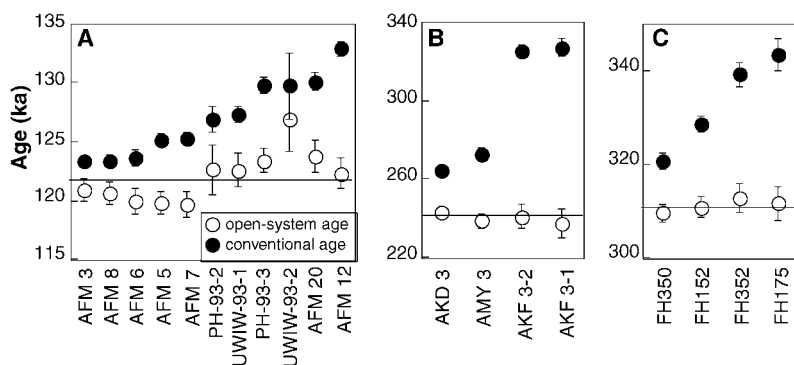 A
B
C
Age (ka)
135
130
125
120
115
340
300
260
220
340
320
300
open-system age
conventional age
AFM 3
AFM 8
AFM 6
AFM 5
AFM 7
PH-93-2
UWIW-93-1
PH-93-3
UWIW-93-2
AFM 20
AFM 12
AKD 3
AMY 3
AKF 3-2
AKF 3-1
FH350
FH152
FH352
FH175